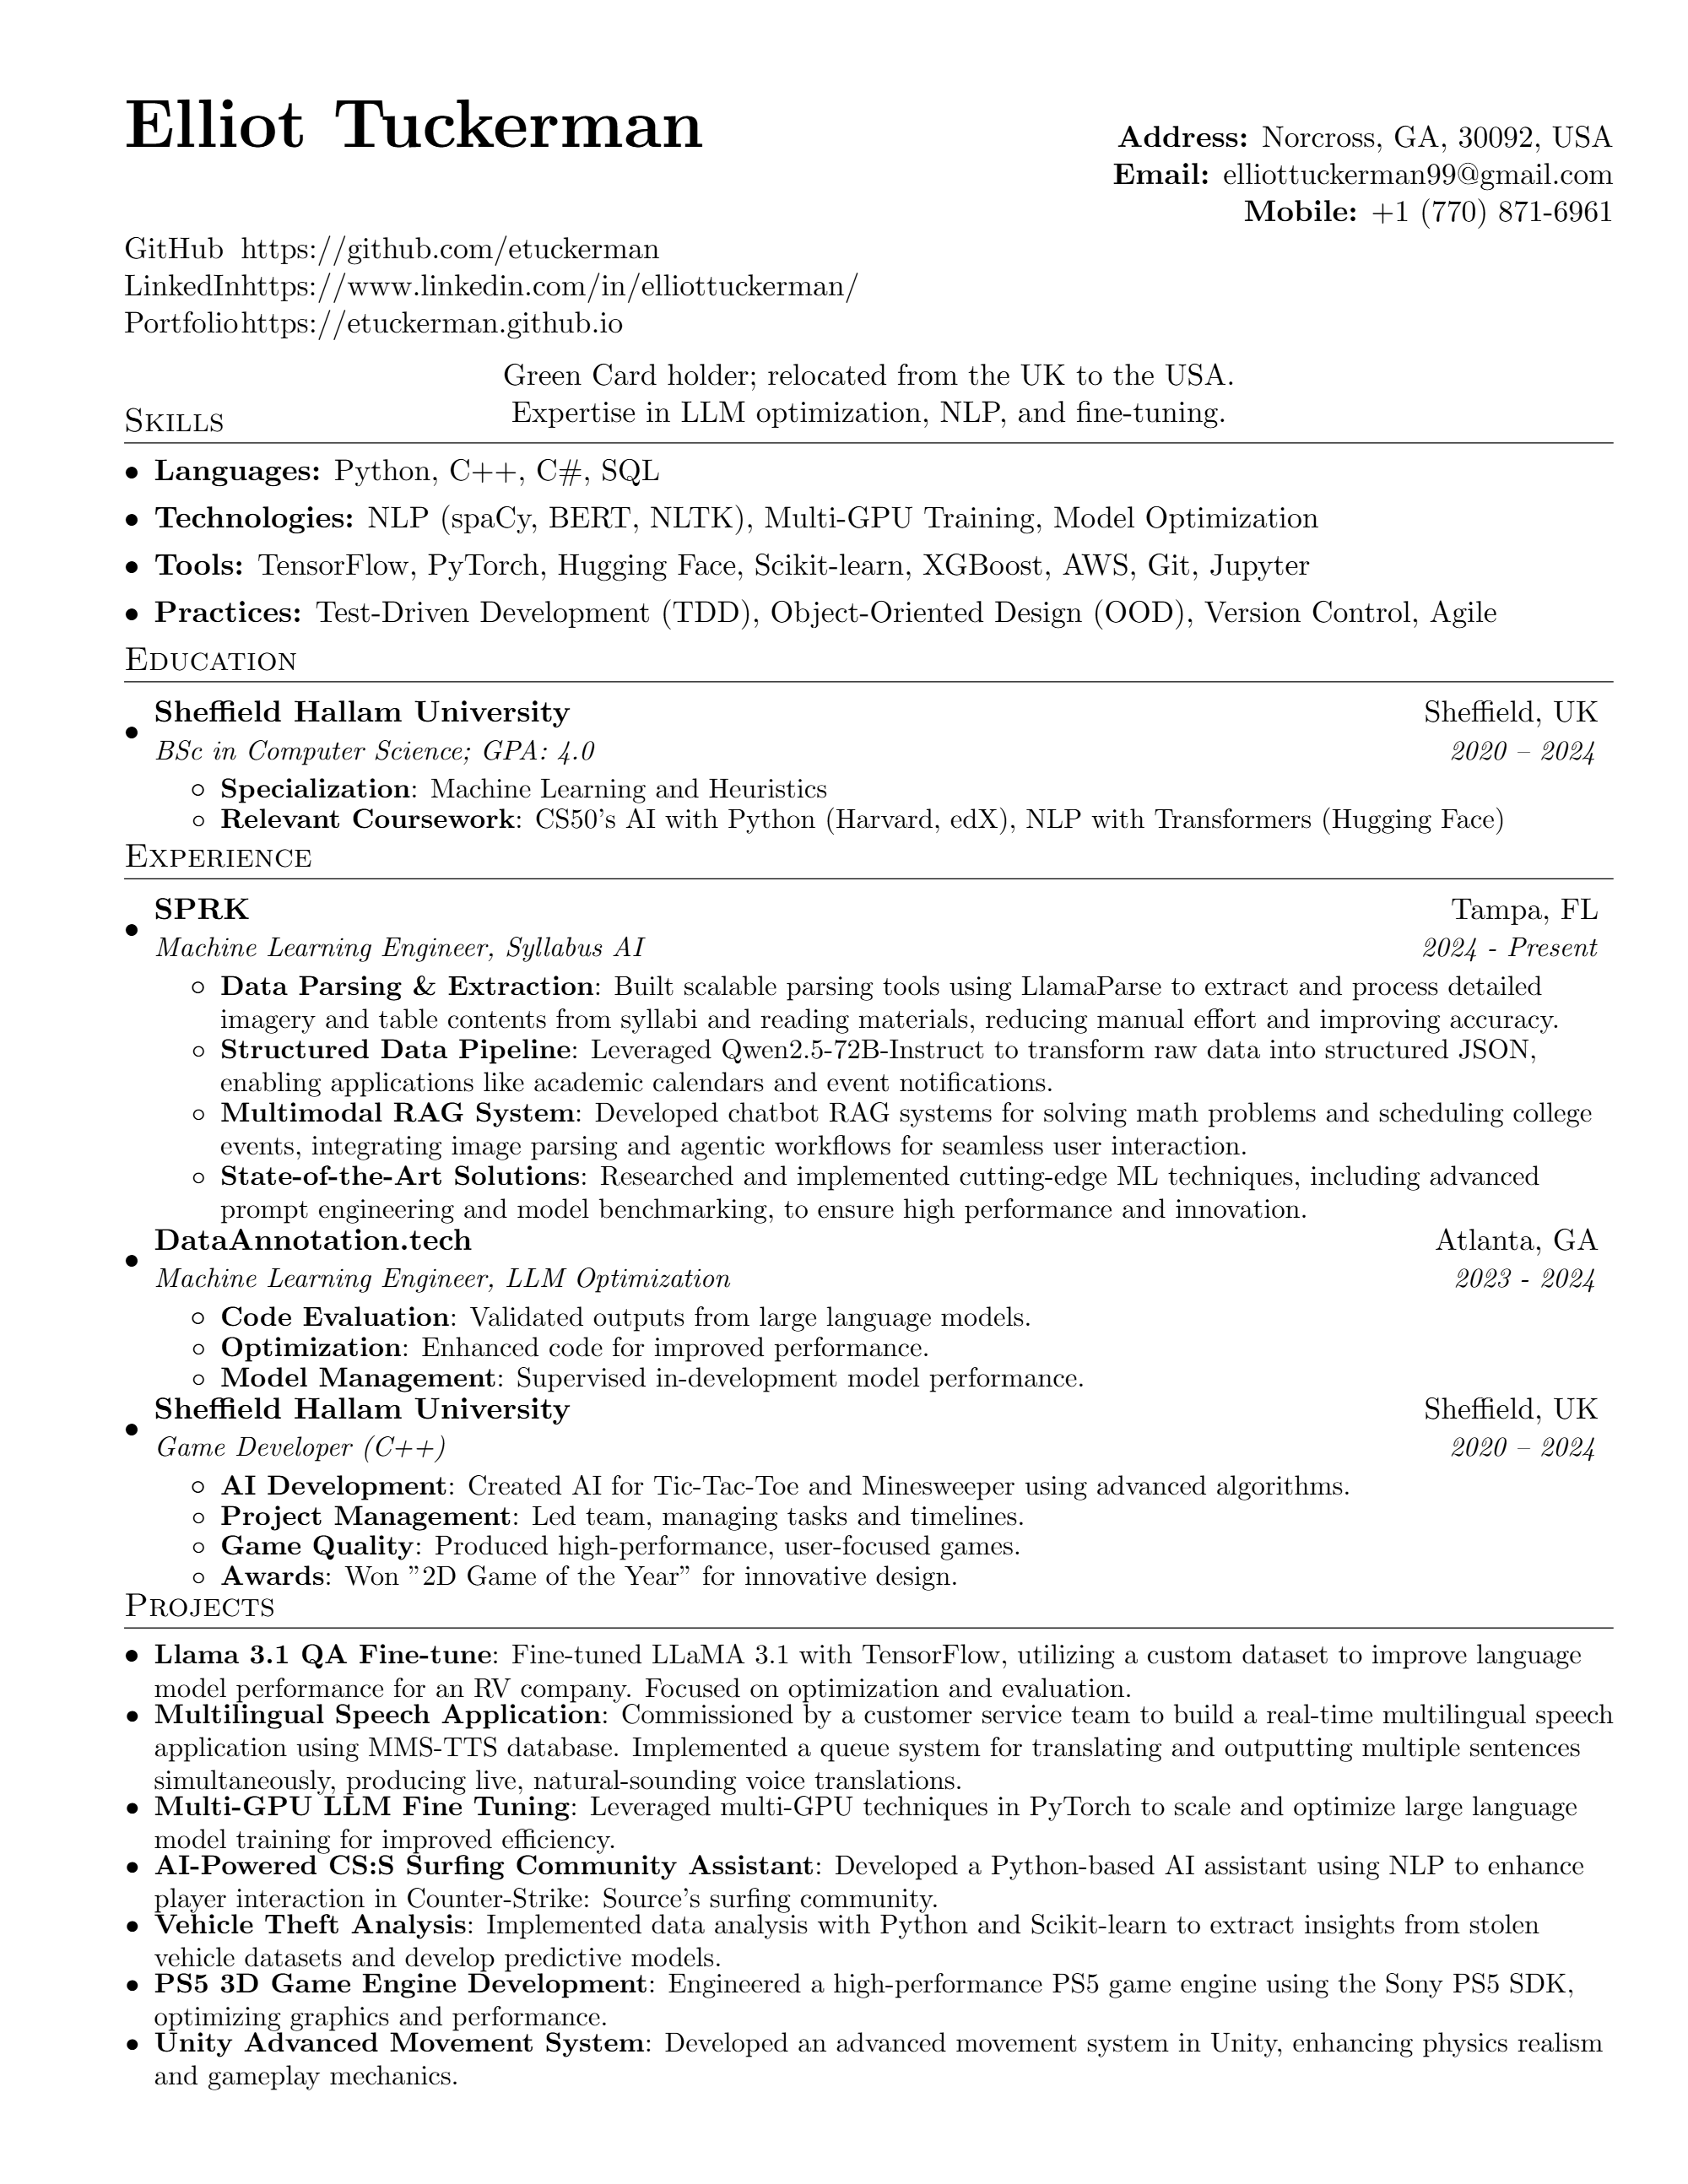 Elliot Tuckerman
Address: Norcross, GA, 30092, USA
Email: elliottuckerman99@gmail.com
Mobile: +1 (770) 871-6961
GitHub https://github.com/etuckerman
LinkedInhttps://www.linkedin.com/in/elliottuckerman/
Portfoliohttps://etuckerman.github.io
Green Card holder; relocated from the UK to the USA.
Expertise in LLM optimization, NLP, and fine-tuning.
Skills
• Languages: Python, C++, C#, SQL
• Technologies: NLP (spaCy, BERT, NLTK), Multi-GPU Training, Model Optimization
• Tools: TensorFlow, PyTorch, Hugging Face, Scikit-learn, XGBoost, AWS, Git, Jupyter
• Practices: Test-Driven Development (TDD), Object-Oriented Design (OOD), Version Control, Agile
Education
• Sheffield Hallam University Sheffield, UK
BSc in Computer Science; GPA: 4.0 2020 – 2024
○ Specialization: Machine Learning and Heuristics
○ Relevant Coursework: CS50's AI with Python (Harvard, edX), NLP with Transformers (Hugging Face)
Experience
• SPRK Tampa, FL
Machine Learning Engineer, Syllabus AI 2024 - Present
○ Data Parsing & Extraction: Built scalable parsing tools using LlamaParse to extract and process detailed
imagery and table contents from syllabi and reading materials, reducing manual effort and improving accuracy.
○ Structured Data Pipeline: Leveraged Qwen2.5-72B-Instruct to transform raw data into structured JSON,
enabling applications like academic calendars and event notifications.
○ Multimodal RAG System: Developed chatbot RAG systems for solving math problems and scheduling college
events, integrating image parsing and agentic workflows for seamless user interaction.
○ State-of-the-Art Solutions: Researched and implemented cutting-edge ML techniques, including advanced
prompt engineering and model benchmarking, to ensure high performance and innovation.
• DataAnnotation.tech Atlanta, GA
Machine Learning Engineer, LLM Optimization 2023 - 2024
○ Code Evaluation: Validated outputs from large language models.
○ Optimization: Enhanced code for improved performance.
○ Model Management: Supervised in-development model performance.
• Sheffield Hallam University Sheffield, UK
Game Developer (C++) 2020 – 2024
○ AI Development: Created AI for Tic-Tac-Toe and Minesweeper using advanced algorithms.
○ Project Management: Led team, managing tasks and timelines.
○ Game Quality: Produced high-performance, user-focused games.
○ Awards: Won ”2D Game of the Year” for innovative design.
Projects
• Llama 3.1 QA Fine-tune: Fine-tuned LLaMA 3.1 with TensorFlow, utilizing a custom dataset to improve language
model performance for an RV company. Focused on optimization and evaluation.
• Multilingual Speech Application: Commissioned by a customer service team to build a real-time multilingual speech
application using MMS-TTS database. Implemented a queue system for translating and outputting multiple sentences
simultaneously, producing live, natural-sounding voice translations.
• Multi-GPU LLM Fine Tuning: Leveraged multi-GPU techniques in PyTorch to scale and optimize large language
model training for improved efficiency.
• AI-Powered CS:S Surfing Community Assistant: Developed a Python-based AI assistant using NLP to enhance
player interaction in Counter-Strike: Source's surfing community.
• Vehicle Theft Analysis: Implemented data analysis with Python and Scikit-learn to extract insights from stolen
vehicle datasets and develop predictive models.
• PS5 3D Game Engine Development: Engineered a high-performance PS5 game engine using the Sony PS5 SDK,
optimizing graphics and performance.
• Unity Advanced Movement System: Developed an advanced movement system in Unity, enhancing physics realism
and gameplay mechanics.